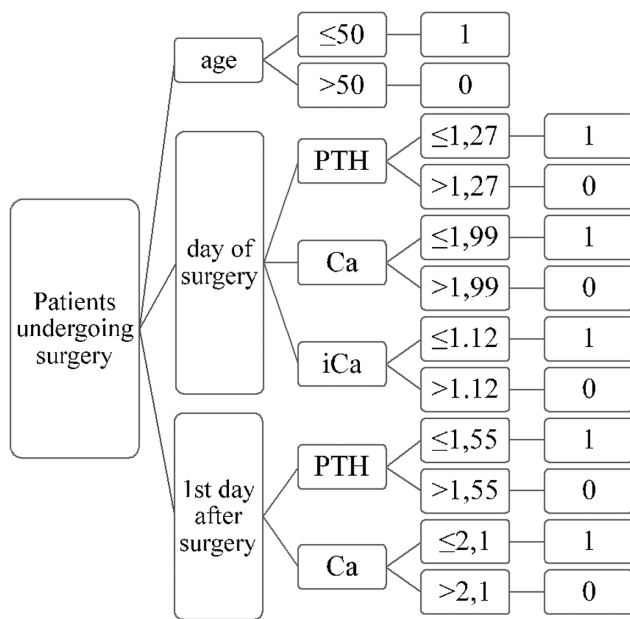 Patients
undergoing
surgery
age
≤50
1
>50
0
day of
surgery
PTH
≤1,27
1
>1,27
0
Ca
≤1,99
1
>1,99
0
iCa
≤1.12
1
>1.12
0
1st day
after
surgery
PTH
≤1,55
1
>1,55
0
Ca
≤2,1
1
>2,1
0